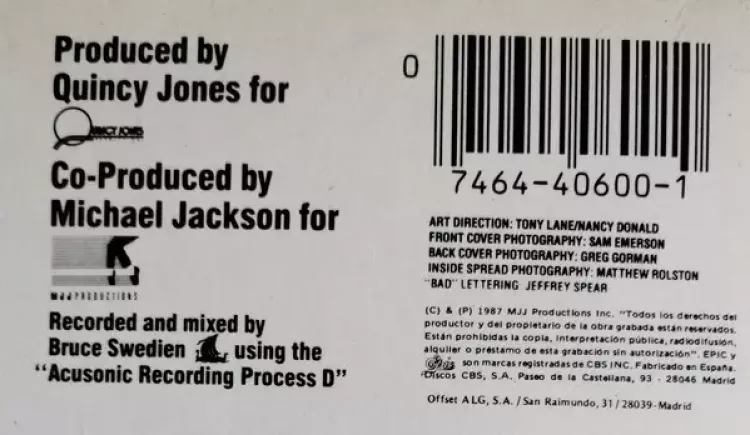 Produced by
Quincy Jones for
QUINCY JONES
Co-Produced by
Michael Jackson for
MJJ PRODUCTIONS
Recorded and mixed by
Bruce Swedien using the
“Acusonic Recording Process D”
0
7464-40600-1
ART DIRECTION: TONY LANE/NANCY DONALD
FRONT COVER PHOTOGRAPHY: SAM EMERSON
BACK COVER PHOTOGRAPHY: GREG GORMAN
INSIDE SPREAD PHOTOGRAPHY: MATTHEW ROLSTON
"BAD" LETTERING JEFFREY SPEAR
(C) & (P) 1987 MJJ Productions Inc. "Todos los derechos del
productor y del propietario de la obra grabada están reservados.
Están prohibidas la copia, interpretación pública, radiodifusión,
alquiler o préstamo de esta grabación sin autorización". EPIC y
son marcas registradas de CBS INC. Fabricado en España.
Discos CBS, S.A. Paseo de la Castellana, 93 - 28046 Madrid
Offset ALG, S.A. / San Raimundo, 31 / 28039-Madrid